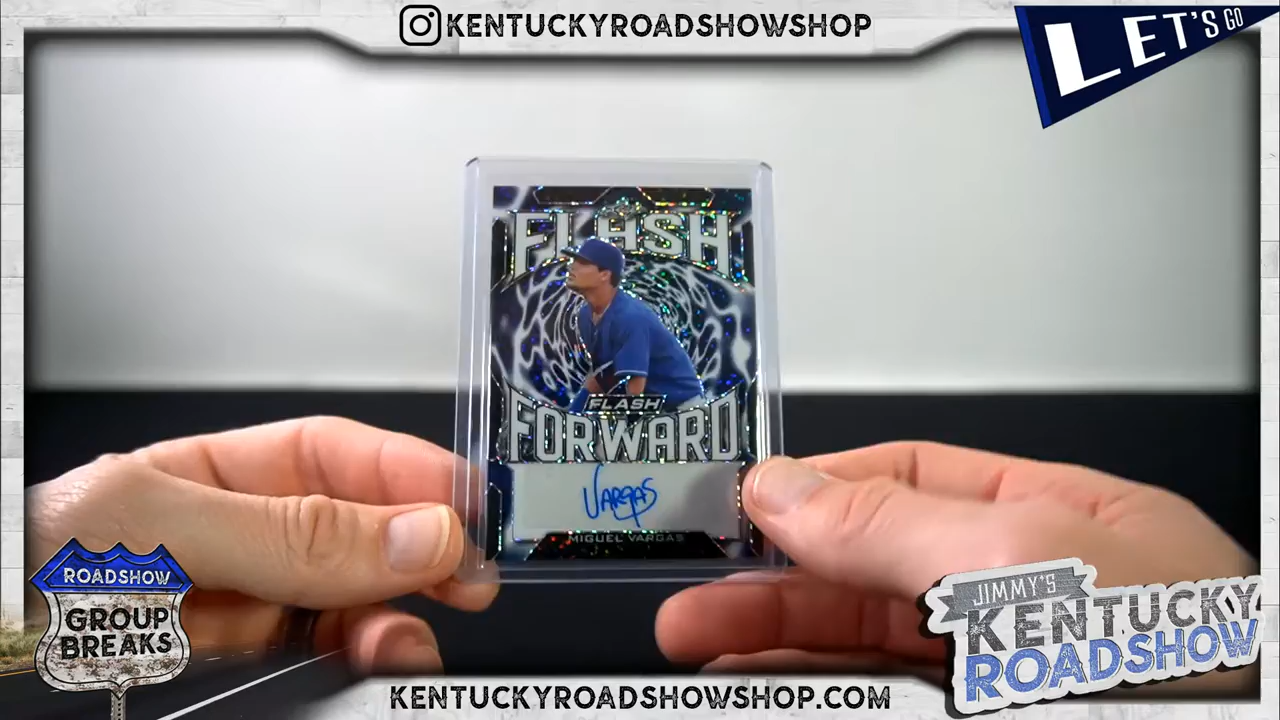 KENTUCKYROADSHOWSHOP
LET'S GO
FLASH
FLASH
FORWARD
VARGAS
MIGUEL VARGAS
ROADSHOW
GROUP
BREAKS
JIMMY'S
KENTUCKY
ROADSHOW
KENTUCKYROADSHOWSHOP.COM